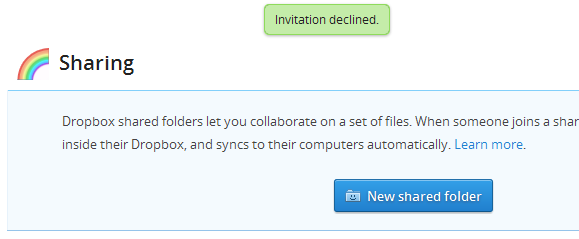 Invitation declined.
Sharing
Dropbox shared folders let you collaborate on a set of files. When someone joins a shar
inside their Dropbox, and syncs to their computers automatically. Learn more.
New shared folder